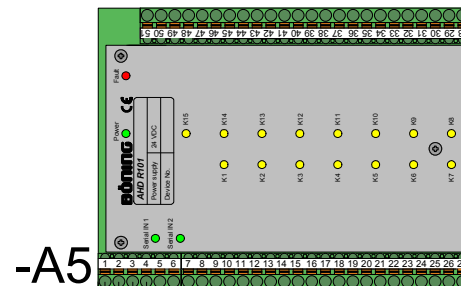 51 50 49 48 47 46 45 44 43 42 41 40 39 38 37 36 35 34 33 32 31 30 29
Fault
Power
BÖNING
CE
AHD R101
Power supply 24 VDC
Device No.
K15 K14 K13 K12 K11 K10 K9 K8
K1 K2 K3 K4 K5 K6 K7
Serial IN 1
Serial IN 2
-A5
1 2 3 4 5 6 7 8 9 10 11 12 13 14 15 16 17 18 19 20 21 22 23 24 25 26